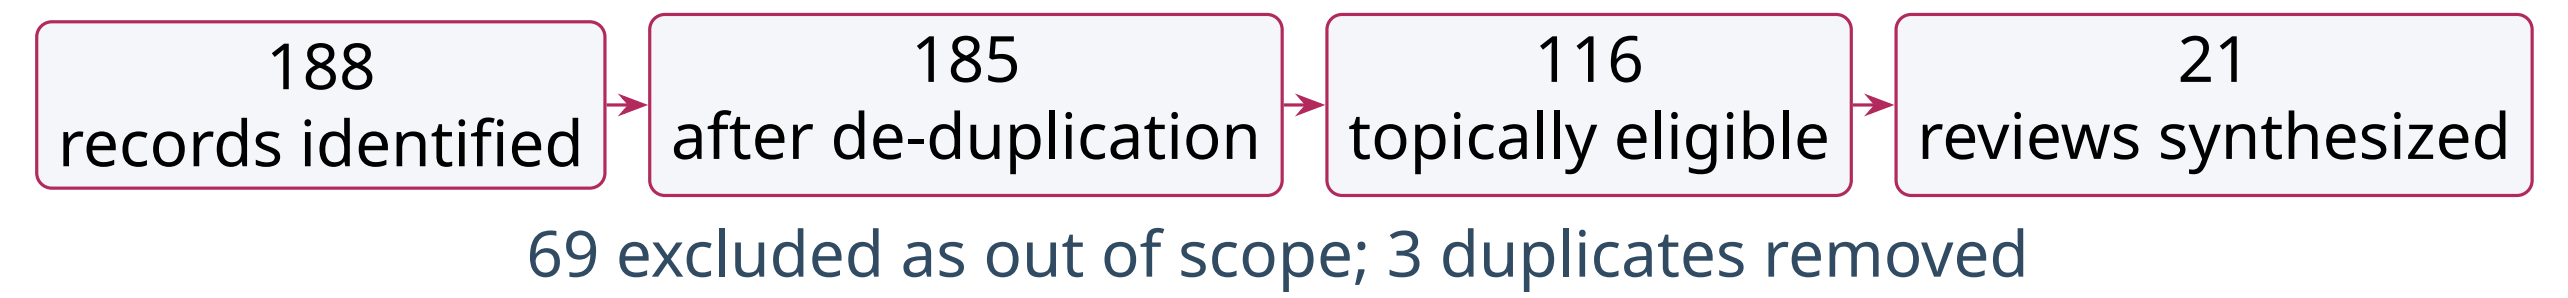 188
records identified
185
after de-duplication
116
topically eligible
21
reviews synthesized
69 excluded as out of scope; 3 duplicates removed